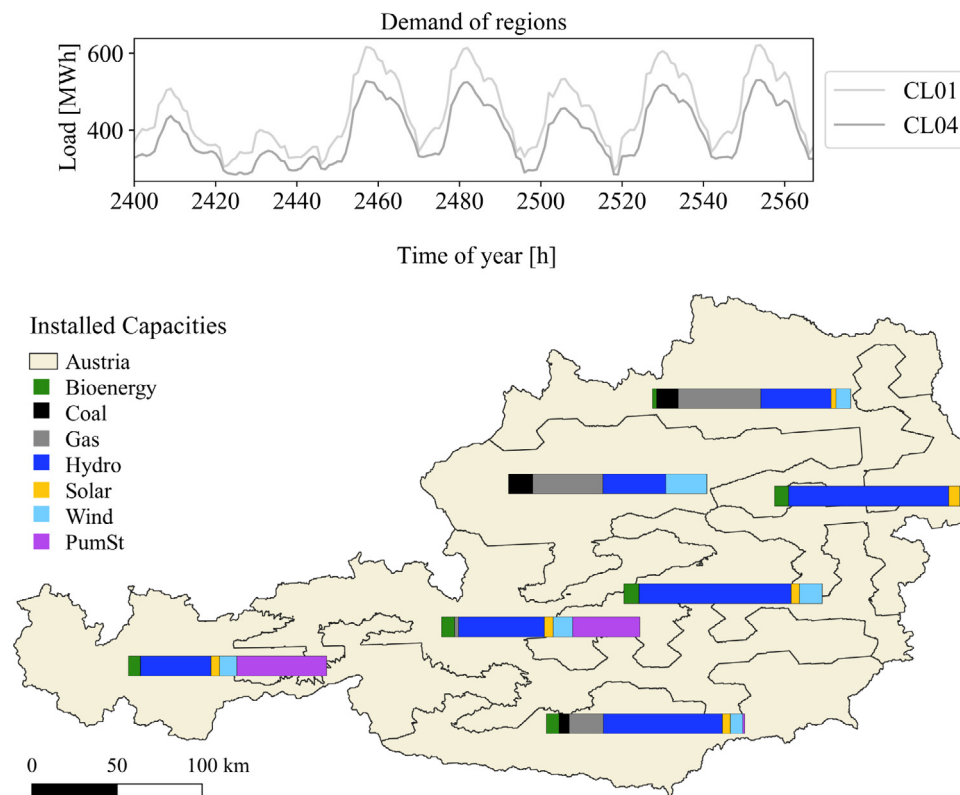 Demand of regions
600
400
Load [MWh]
CL01
CL04
2400 2420 2440 2460 2480 2500 2520 2540 2560
Time of year [h]
Installed Capacities
Austria
Bioenergy
Coal
Gas
Hydro
Solar
Wind
PumSt
0 50 100 km